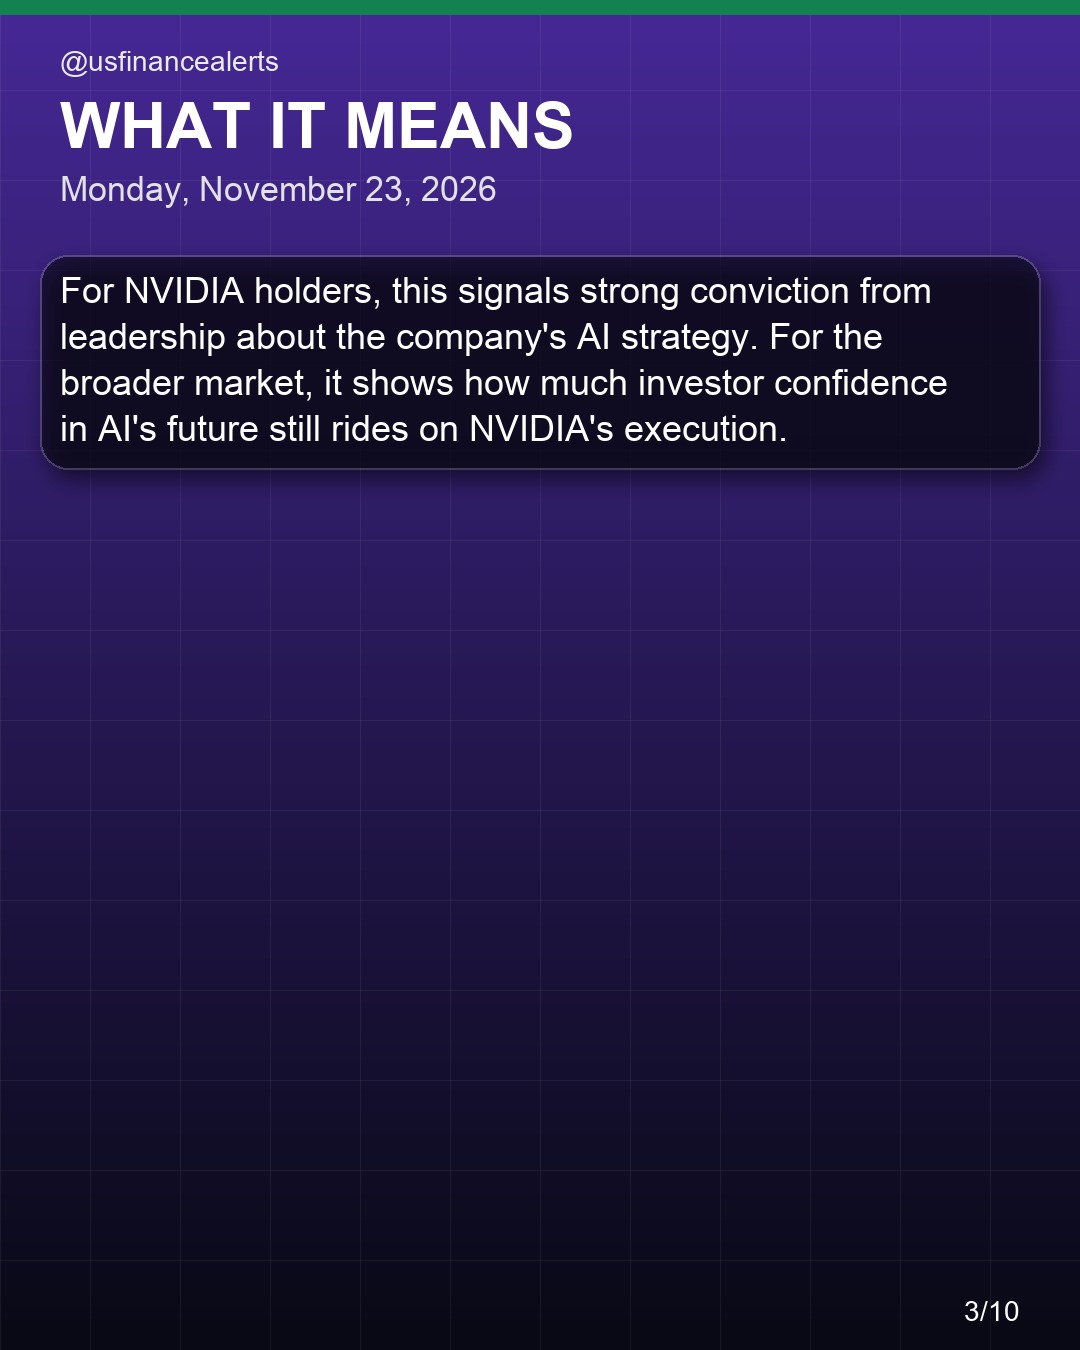 @usfinancealerts
WHAT IT MEANS
Monday, November 23, 2026
For NVIDIA holders, this signals strong conviction from
leadership about the company's AI strategy. For the
broader market, it shows how much investor confidence
in AI's future still rides on NVIDIA's execution.
3/10